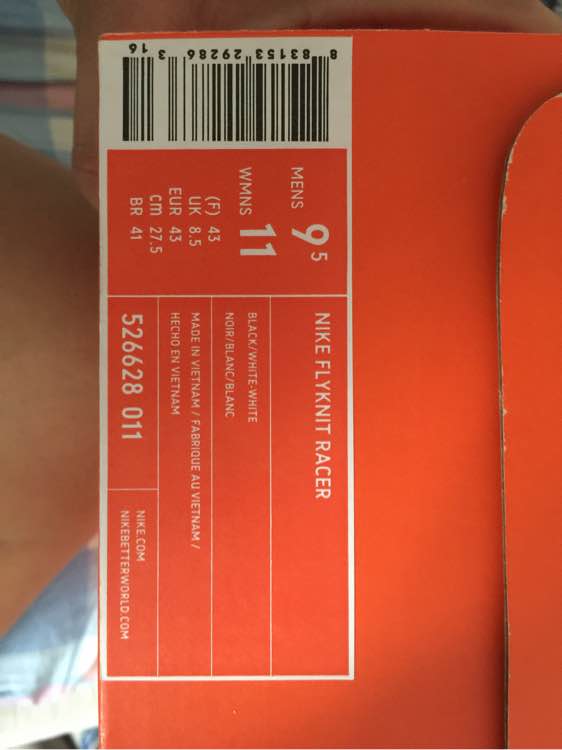 8 83153 29286 3 16
MENS 9.5
WMNS 11
(F) 43
UK 8.5
EUR 43
cm 27.5
BR 41
NIKE FLYKNIT RACER
BLACK/WHITE-WHITE
NOIR/BLANC/BLANC
MADE IN VIETNAM / FABRIQUE AU VIETNAM /
HECHO EN VIETNAM
526628 011
NIKE.COM
NIKEBETTERWORLD.COM